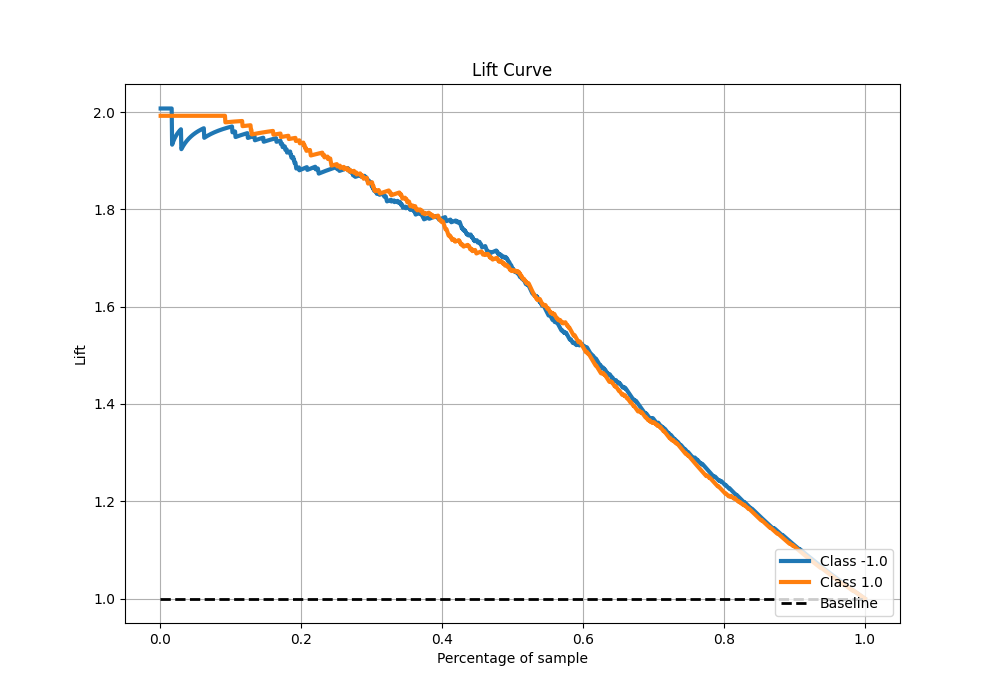 Lift Curve
2.0
1.8
1.6
1.4
1.2
1.0
Lift
Class -1.0
Class 1.0
Baseline
0.0 0.2 0.4 0.6 0.8 1.0
Percentage of sample